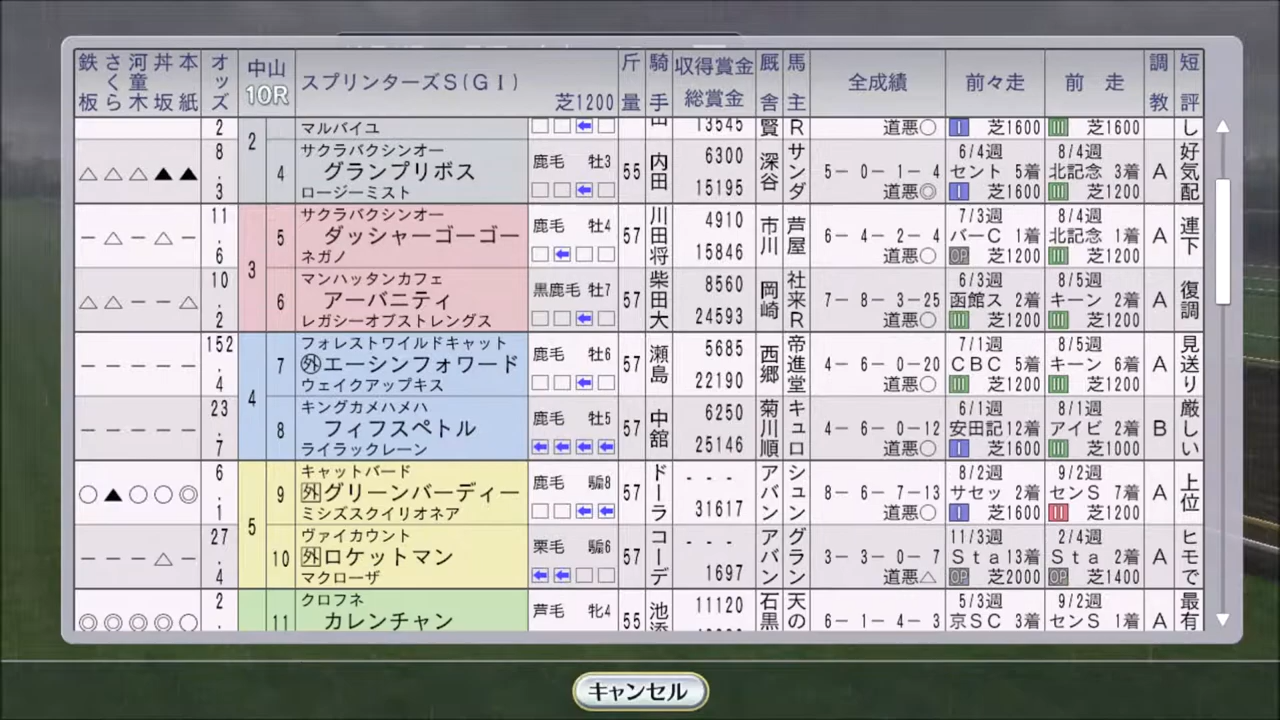 鉄板 さくら 河童木 丼坂 本紙 オッズ 中山 10R スプリンターズS(GⅠ) 芝1200 斤量 騎手 収得賞金 総賞金 厩舎 馬主 全成績 前々走 前 走 調教 短評
2 2 マルバイユ 13545 賢 R 道悪○ Ⅰ 芝1600 Ⅲ 芝1600 し
△ △ △ ▲ ▲ 8.3 4 サクラバクシンオー 鹿毛 牡3 55 内田 6300 深谷 サンダ 5- 0- 1- 4 6/4週 8/4週 A 好気配
グランプリボス セント 5着 北記念 3着
ロージーミスト 15195 道悪◎ Ⅰ 芝1600 Ⅲ 芝1200
- △ - △ - 11.6 3 5 サクラバクシンオー 鹿毛 牡4 57 川田将 4910 市川 芦屋 6- 4- 2- 4 7/3週 8/4週 A 連下
ダッシャーゴーゴー バーC 1着 北記念 1着
ネガノ 15846 道悪○ OP 芝1200 Ⅲ 芝1200
△ △ - - △ 10.2 6 マンハッタンカフェ 黒鹿毛 牡7 57 柴田大 8560 岡崎 社来R 7- 8- 3-25 6/3週 8/5週 A 復調
アーバニティ 函館ス 2着 キーン 2着
レガシーオブストレングス 24593 道悪○ Ⅲ 芝1200 Ⅲ 芝1200
- - - - - 152.4 4 7 フォレストワイルドキャット 鹿毛 牡6 57 瀬島 5685 西郷 帝進堂 4- 6- 0-20 7/1週 8/5週 A 見送り
外 エーシンフォワード CBC 5着 キーン 6着
ウェイクアップキス 22190 道悪○ Ⅲ 芝1200 Ⅲ 芝1200
- - - - - 23.7 8 キングカメハメハ 鹿毛 牡5 57 中舘 6250 菊川順 キュロ 4- 6- 0-12 6/1週 8/1週 B 厳しい
フィフスペトル 安田記12着 アイビ 2着
ライラックレーン 25146 道悪○ Ⅰ 芝1600 Ⅲ 芝1000
○ ▲ ○ ○ ◎ 6.1 5 9 キャットバード 鹿毛 騸8 57 ドーラ - - - アバン シュン 8- 6- 7-13 8/2週 9/2週 A 上位
外 グリーンバーディー サセッ 2着 センS 7着
ミシズスクイリオネア 31617 道悪○ Ⅰ 芝1600 Ⅱ 芝1200
- - - △ - 27.4 10 ヴァイカウント 栗毛 騸6 57 コーデ - - - アバン グラン 3- 3- 0- 7 11/3週 2/4週 A ヒモで
外 ロケットマン Sta13着 Sta 2着
マクローザ 1697 道悪△ OP 芝2000 OP 芝1400
◎ ◎ ◎ ◎ ○ 2 11 クロフネ 芦毛 牝4 55 池添 11120 石黒 天の 6- 1- 4- 3 5/3週 9/2週 A 最有
カレンチャン 京SC 3着 センS 1着
キャンセル